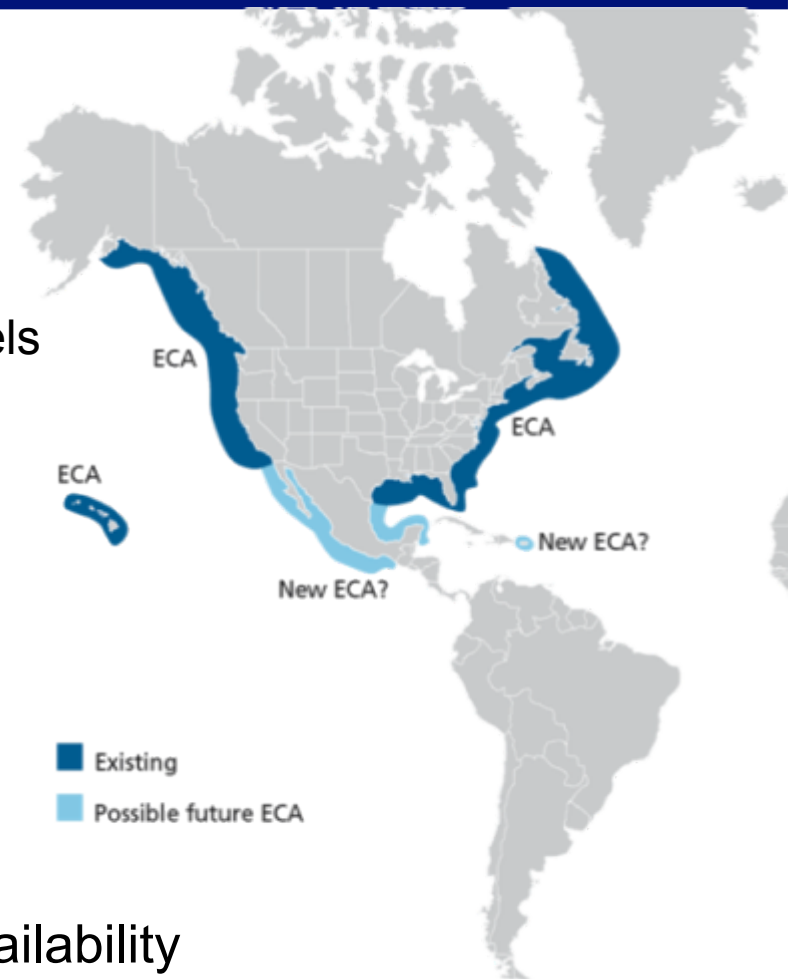 els
ECA
ECA
ECA
New ECA?
New ECA?
Existing
Possible future ECA
ailability